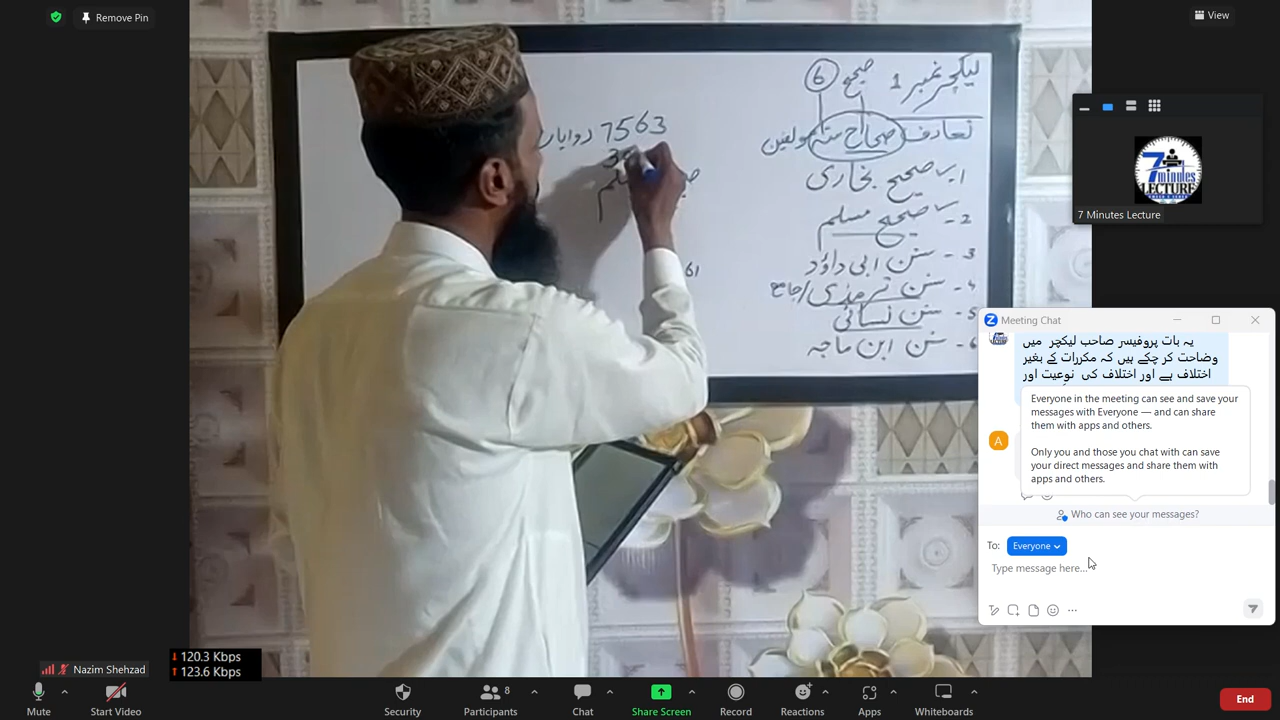 Remove Pin
View
لیکچر نمبر 1
صحیح 6
تعارف صحاح ستہ مولفین
1۔ صحیح بخاری
2۔ صحیح مسلم
3۔ سنن ابی داؤد
4۔ سنن ترمذی/جامع
5۔ سنن نسائی
6۔ سنن ابن ماجہ
7563
61
7 minutes
LECTURE
7 Minutes Lecture
Meeting Chat
یہ بات پروفیسر صاحب لیکچر میں
وضاحت کر چکے ہیں کہ مکررات کے بغیر
اختلاف ہے اور اختلاف کی نوعیت اور
A
Everyone in the meeting can see and save your
messages with Everyone — and can share
them with apps and others.
Only you and those you chat with can save
your direct messages and share them with
apps and others.
Who can see your messages?
To: Everyone
Type message here...
Nazim Shehzad
120.3 Kbps
123.6 Kbps
Mute
Start Video
Security
Participants 8
Chat
Share Screen
Record
Reactions
Apps
Whiteboards
End